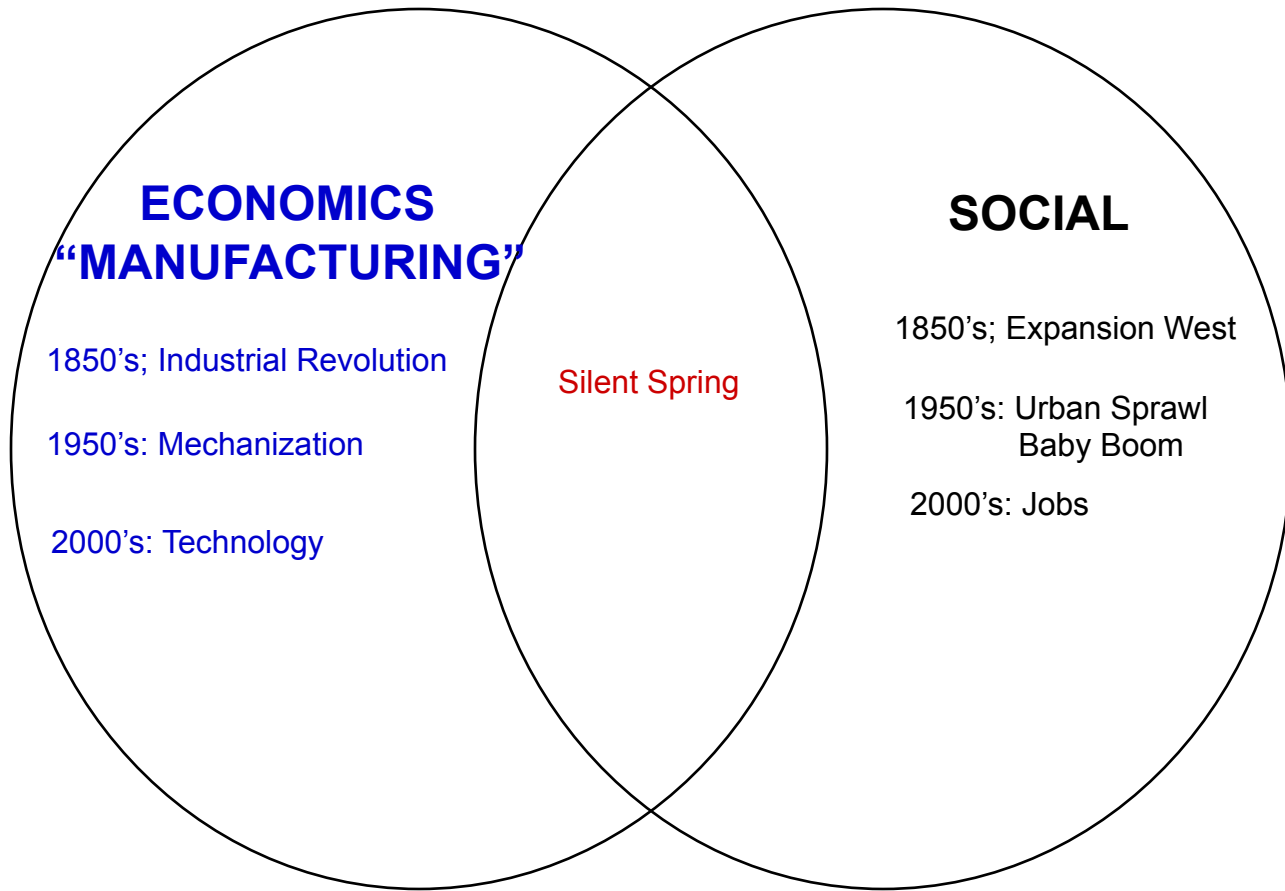 ECONOMICS
“MANUFACTURING”
1850’s; Industrial Revolution
1950’s: Mechanization
2000’s: Technology
Silent Spring
SOCIAL
1850’s; Expansion West
1950’s: Urban Sprawl
Baby Boom
2000’s: Jobs